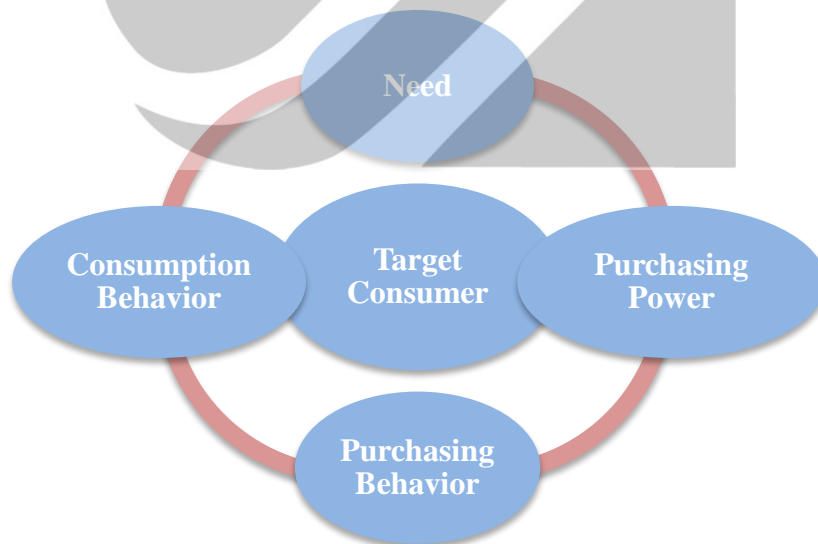 Need
Consumption
Behavior
Target
Consumer
Purchasing
Power
Purchasing
Behavior